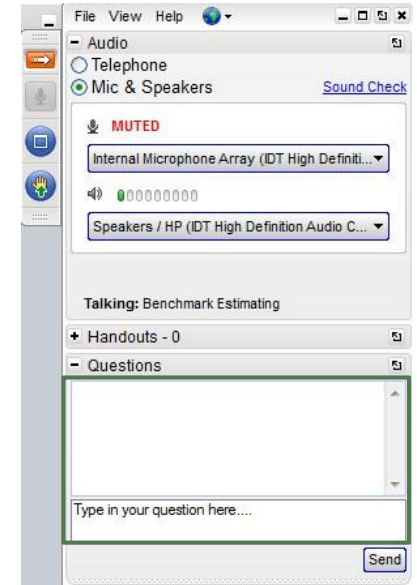 File View Help
Audio
Telephone
Mic & Speakers Sound Check
MUTED
Internal Microphone Array (IDT High Definiti...
Speakers / HP (IDT High Definition Audio C...
Talking: Benchmark Estimating
Handouts - 0
Questions
Type in your question here....
Send